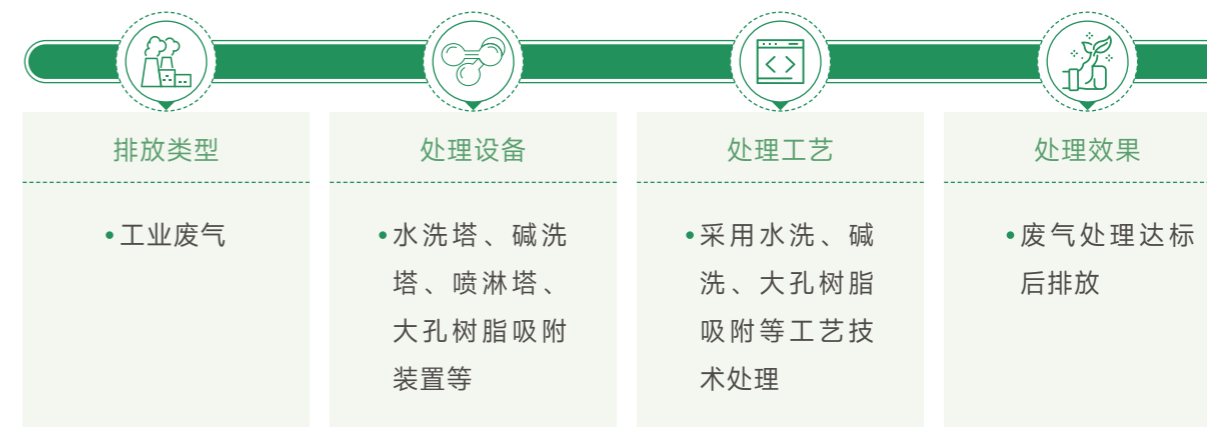 排放类型
•工业废气
处理设备
•水洗塔、碱洗
塔、喷淋塔、
大孔树脂吸附
装置等
处理工艺
•采用水洗、碱
洗、大孔树脂
吸附等工艺技
术处理
处理效果
•废气处理达标
后排放